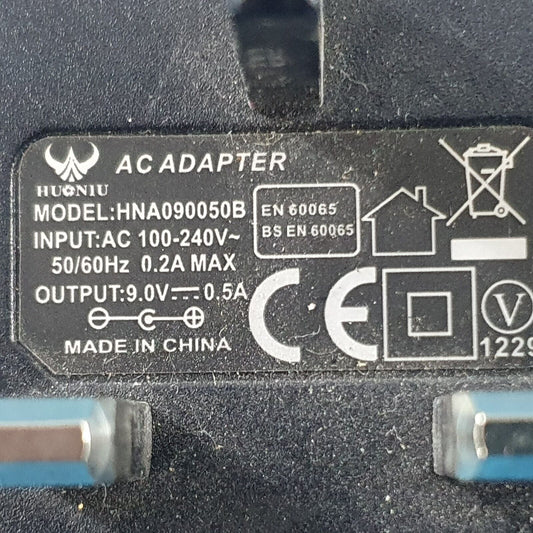 AC ADAPTER
HUONIU
MODEL:HNA090050B
INPUT:AC 100-240V~
50/60Hz 0.2A MAX
OUTPUT:9.0V⎓0.5A
MADE IN CHINA
EN 60065
BS EN 60065
CE
V
1229